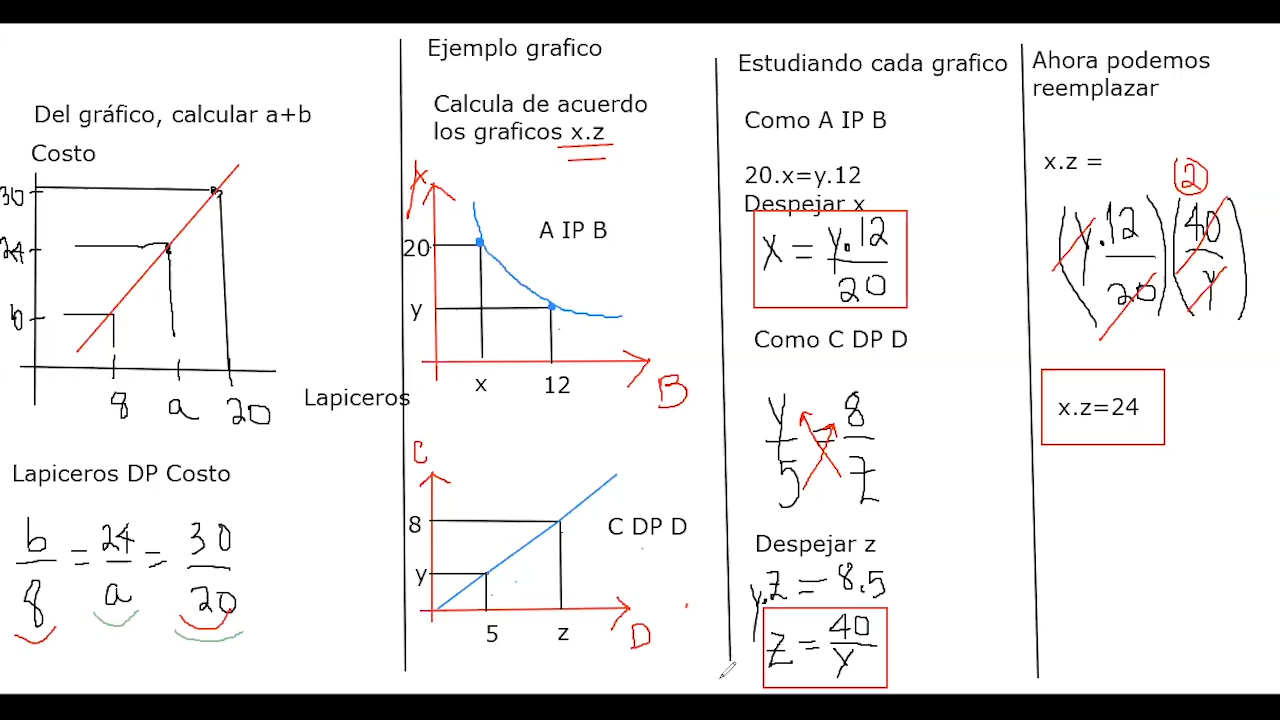 Del gráfico, calcular a+b
Costo
30
24
b
8 a 20
Lapiceros
Lapiceros DP Costo
b/8 = 24/a = 30/20
Ejemplo grafico
Calcula de acuerdo
los graficos x.z
A
20
A IP B
y
x 12
B
C
8
C DP D
y
5 z
D
Estudiando cada grafico
Como A IP B
20.x=y.12
Despejar x
x = y.12/20
Como C DP D
y/5 = 8/z
Despejar z
y.z = 8.5
z = 40/y
Ahora podemos
reemplazar
x.z =
2
(y.12/20)(40/y)
x.z=24